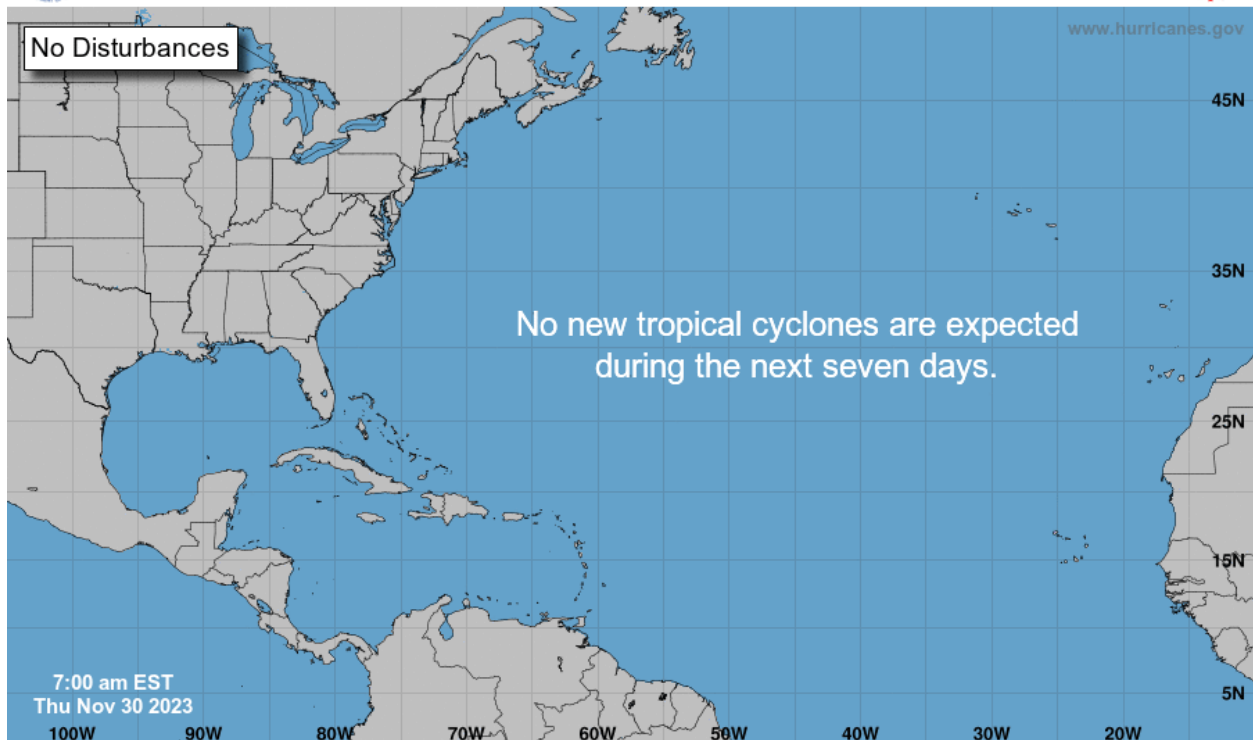 www.hurricanes.gov
No Disturbances
45N
35N
No new tropical cyclones are expected
during the next seven days.
25N
15N
7:00 am EST
Thu Nov 30 2023
5N
100W 90W 80W 70W 60W 50W 40W 30W 20W